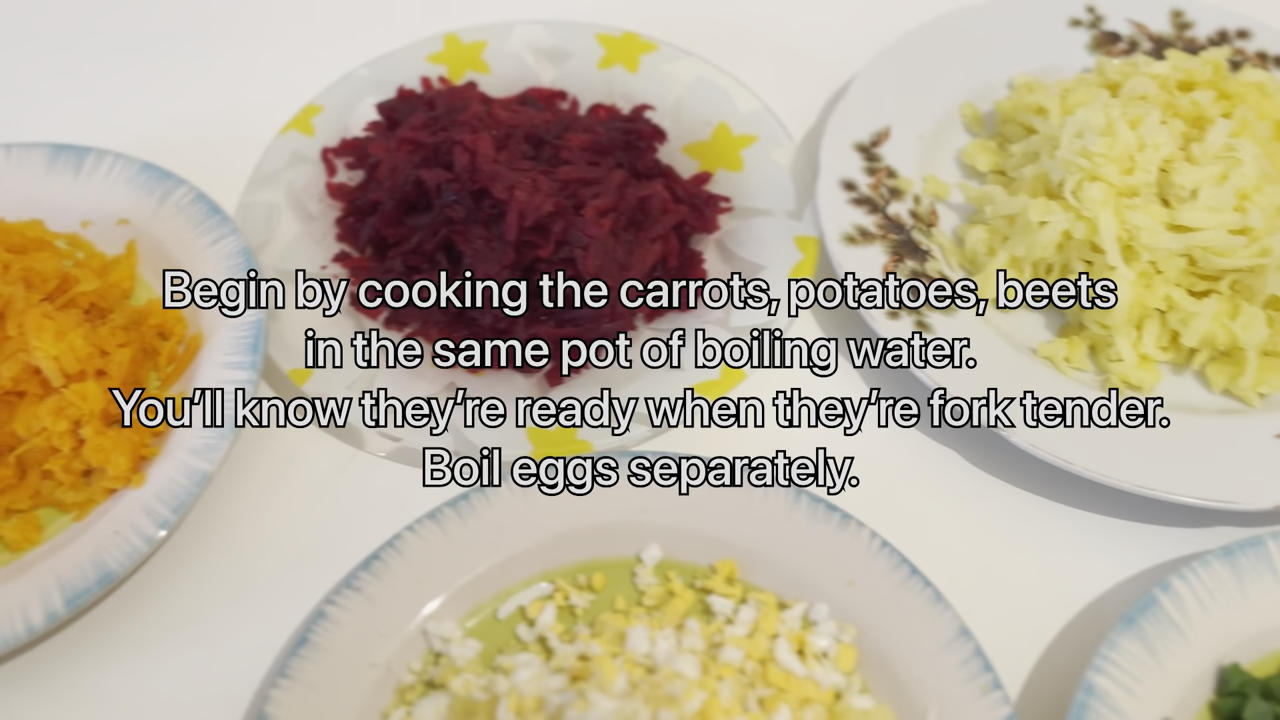 Begin by cooking the carrots, potatoes, beets
in the same pot of boiling water.
You’ll know they’re ready when they’re fork tender.
Boil eggs separately.